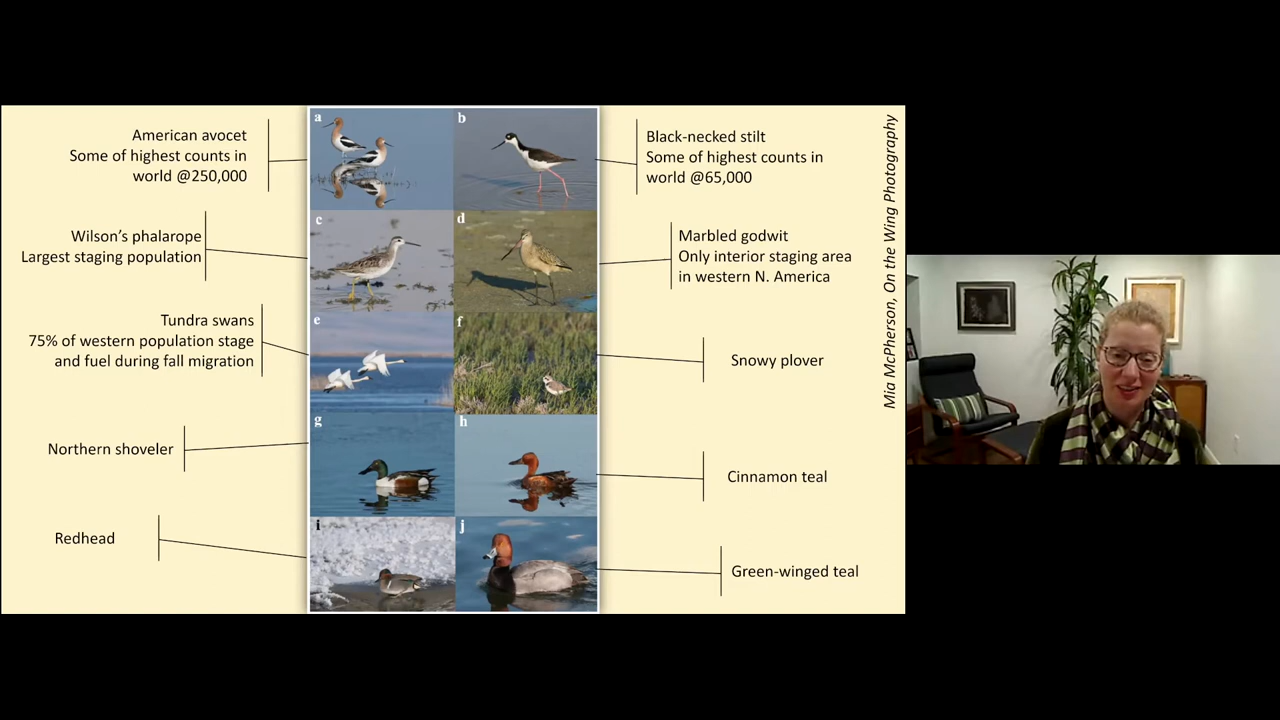 American avocet
Some of highest counts in
world @250,000
Wilson's phalarope
Largest staging population
Tundra swans
75% of western population stage
and fuel during fall migration
Northern shoveler
Redhead
a
b
c
d
e
f
g
h
i
j
Black-necked stilt
Some of highest counts in
world @65,000
Marbled godwit
Only interior staging area
in western N. America
Snowy plover
Cinnamon teal
Green-winged teal
Mia McPherson, On the Wing Photography